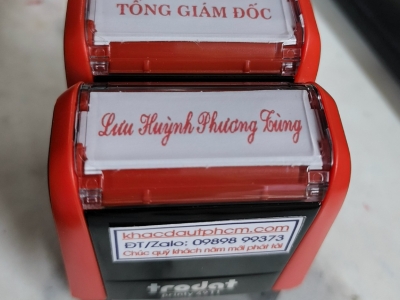 TỔNG GIÁM ĐỐC
Lưu Huỳnh Phương Tùng
khacdautphcm.com
ĐT/Zalo: 09898 99373
Chúc quý khách năm mới phát tài
trodat